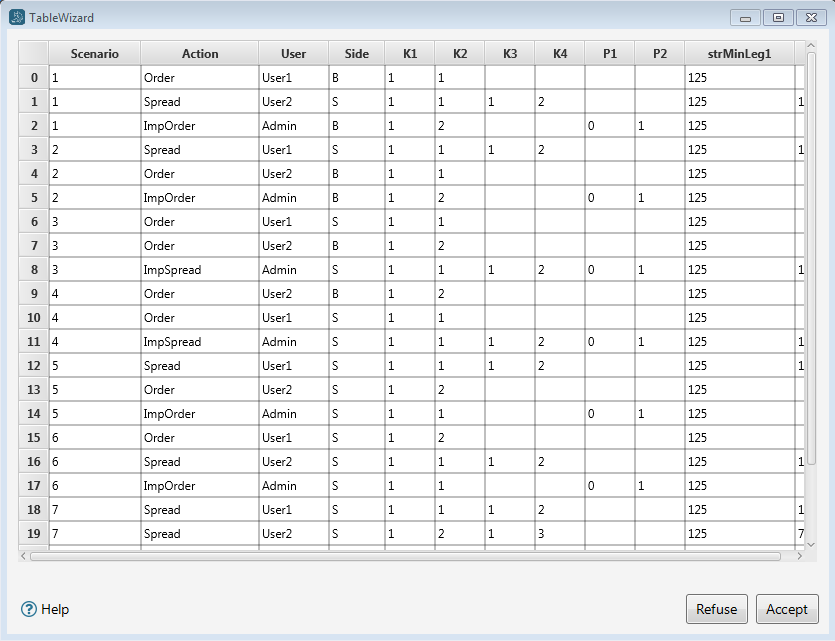 TableWizard
Scenario Action User Side K1 K2 K3 K4 P1 P2 strMinLeg1
0 1 Order User1 B 1 1 125
1 1 Spread User2 S 1 1 1 2 125 1
2 1 ImpOrder Admin B 1 2 0 1 125
3 2 Spread User1 S 1 1 1 2 125 1
4 2 Order User2 B 1 1 125
5 2 ImpOrder Admin B 1 2 0 1 125
6 3 Order User1 S 1 1 125
7 3 Order User2 B 1 2 125
8 3 ImpSpread Admin S 1 1 1 2 0 1 125 1
9 4 Order User2 B 1 2 125
10 4 Order User1 S 1 1 125
11 4 ImpSpread Admin S 1 1 1 2 0 1 125 1
12 5 Spread User1 S 1 1 1 2 125 1
13 5 Order User2 S 1 2 125
14 5 ImpOrder Admin S 1 1 0 1 125
15 6 Order User1 S 1 2 125
16 6 Spread User2 S 1 1 1 2 125 1
17 6 ImpOrder Admin S 1 1 0 1 125
18 7 Spread User1 S 1 1 1 2 125 1
19 7 Spread User2 S 1 2 1 3 125 7
Help Refuse Accept